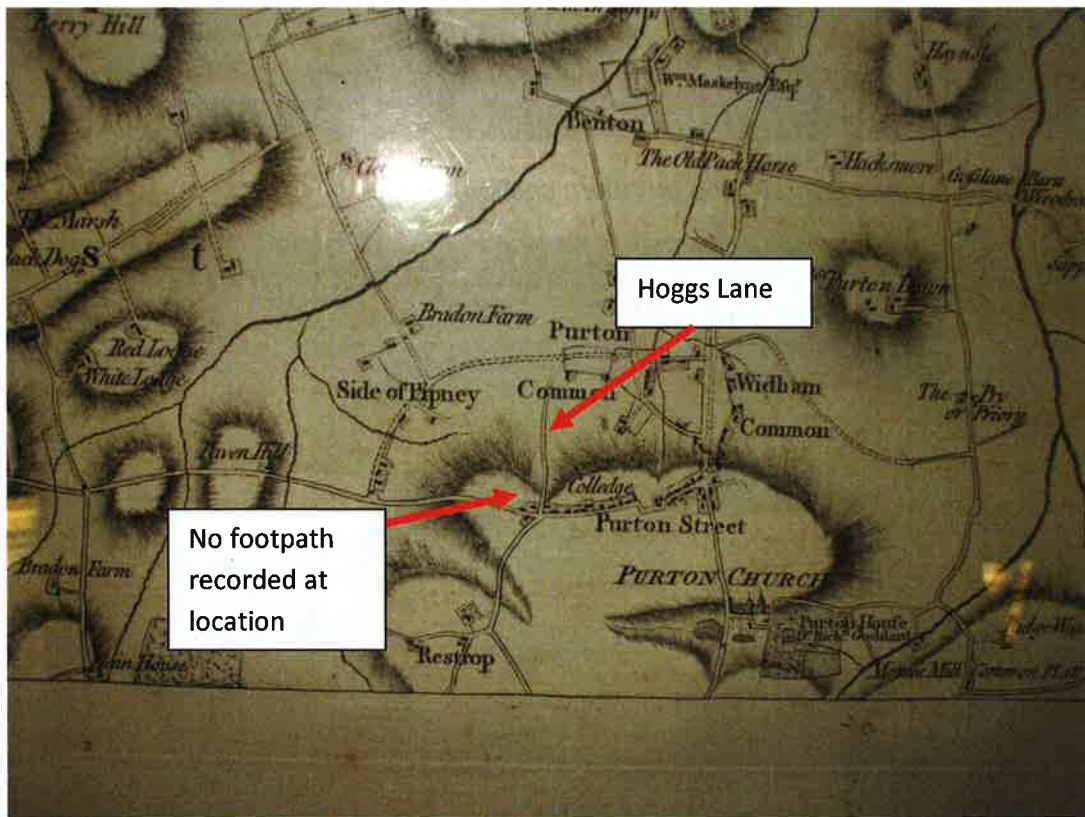 Berry Hill
Wm. Maskelyne Esqr.
Hayhole
Benton
The Old Pack Horse
Hacksmere
The Marsh
Black Dog
s t
Hoggs Lane
Purton Down
Bradon Farm
Purton
Red Lodge
White Lodge
Side of Pipney
Common
Widham
Common
The Pry
or Priory
Paven Hill
Colledge
Purton Street
No footpath
recorded at
location
Bradon Farm
PURTON CHURCH
Purton House
Restrop